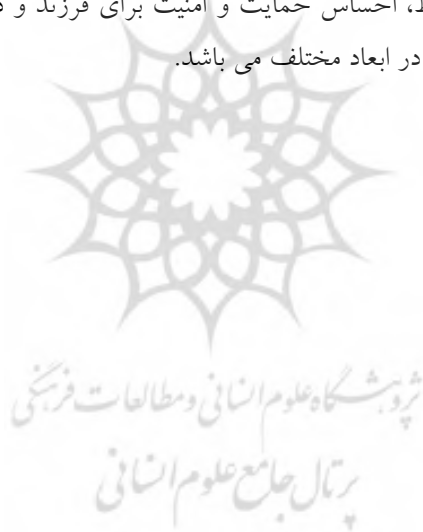 ط، احساس حمایت و امنیت برای فرزند و
در ابعاد مختلف می باشد.
پژوهشگاه علوم انسانی و مطالعات فرهنگی
پرتال جامع علوم انسانی